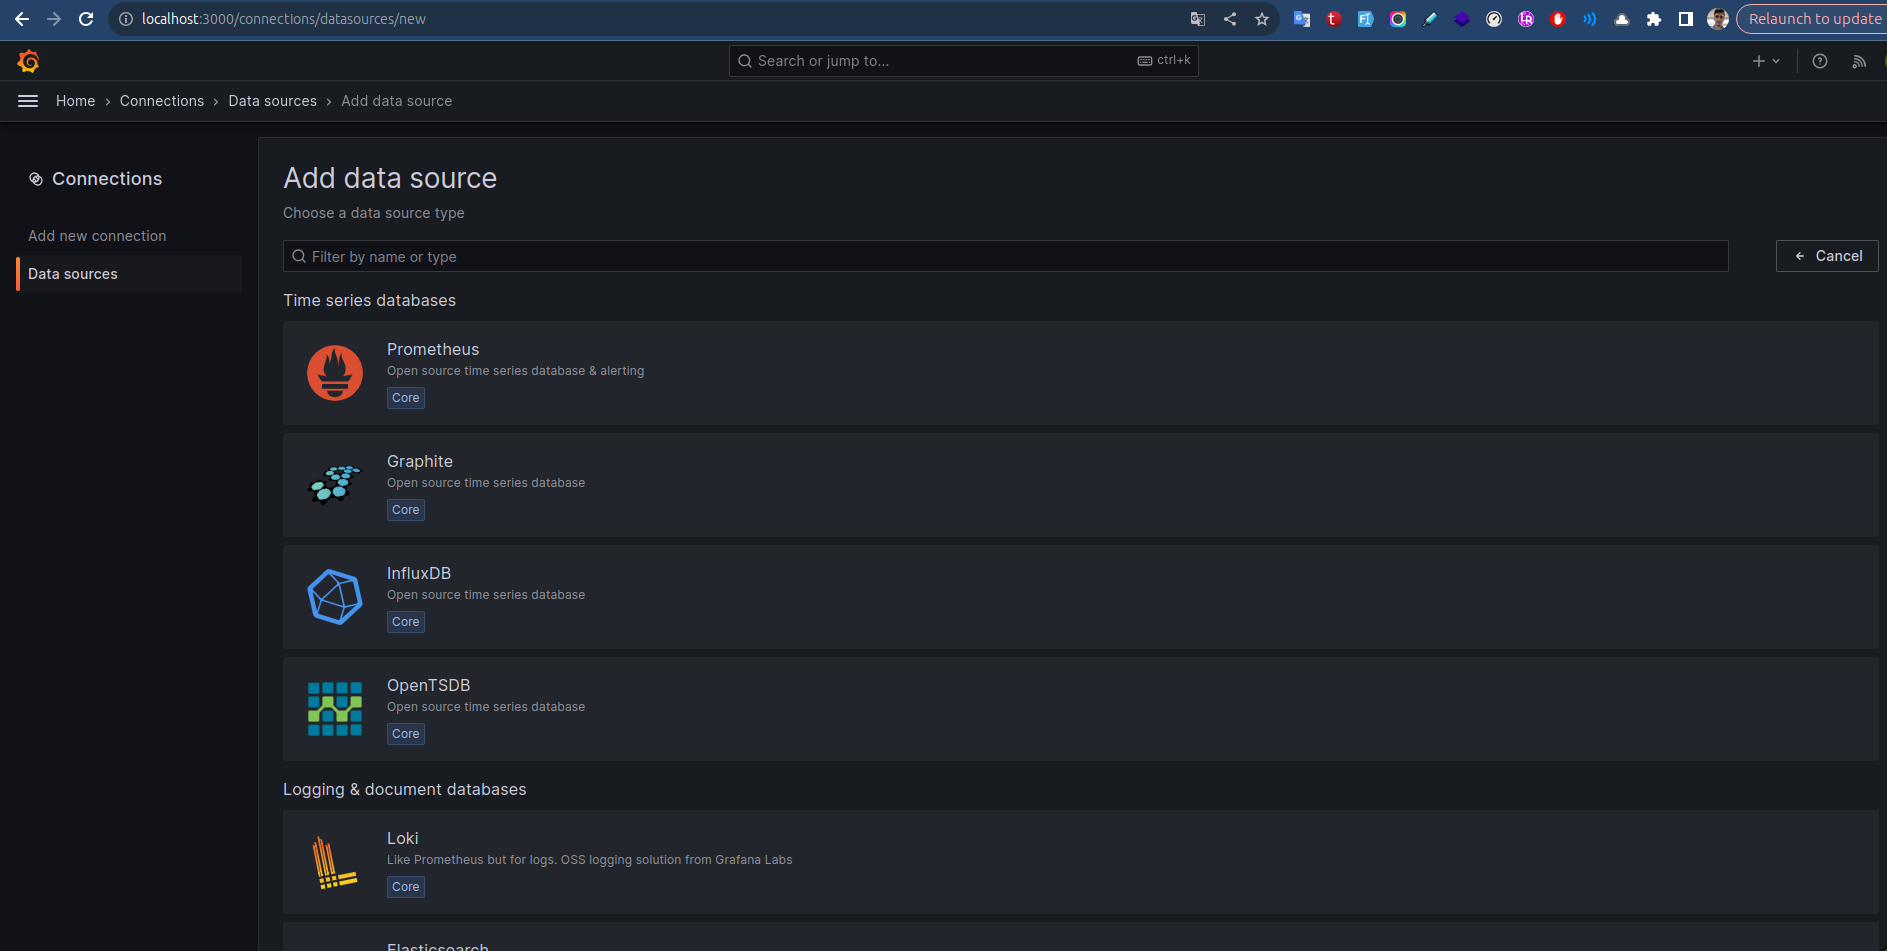 localhost:3000/connections/datasources/new
Relaunch to update
Search or jump to...
ctrl+k
Home › Connections › Data sources › Add data source
Connections
Add new connection
Data sources
Add data source
Choose a data source type
Filter by name or type
Cancel
Time series databases
Prometheus
Open source time series database & alerting
Core
Graphite
Open source time series database
Core
InfluxDB
Open source time series database
Core
OpenTSDB
Open source time series database
Core
Logging & document databases
Loki
Like Prometheus but for logs. OSS logging solution from Grafana Labs
Core
Elasticsearch